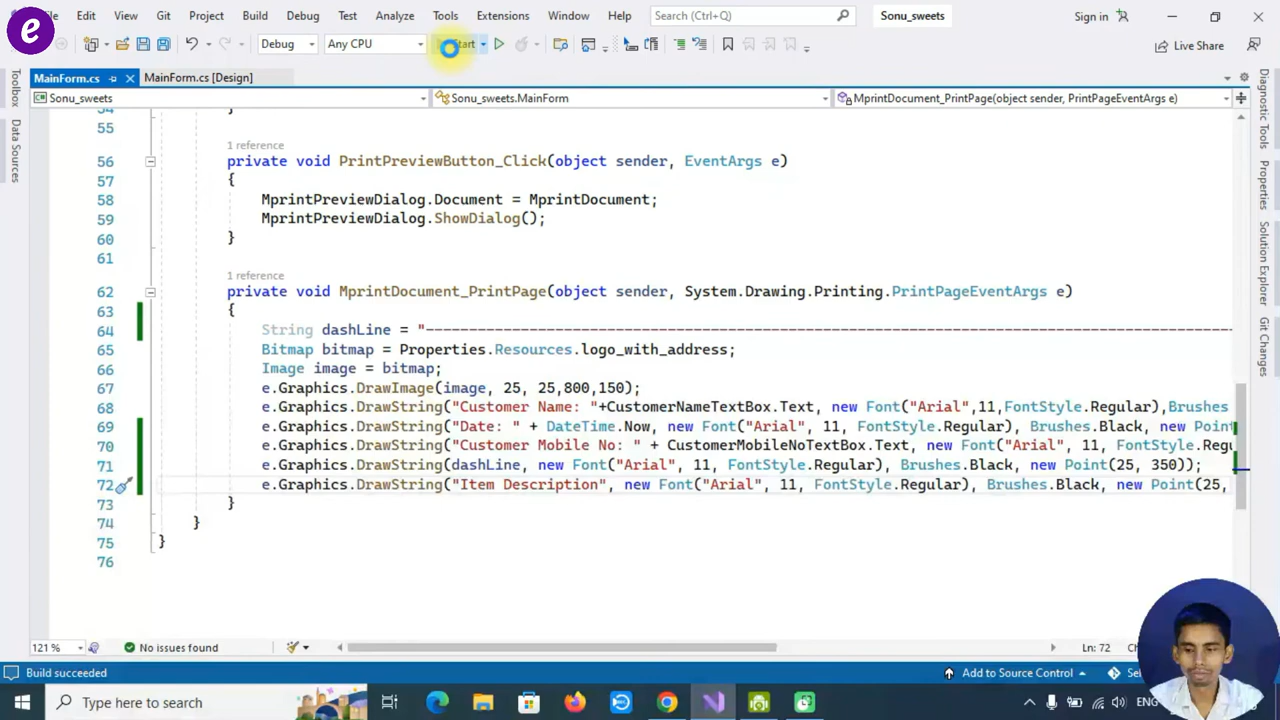 e
Edit View Git Project Build Debug Test Analyze Tools Extensions Window Help Search (Ctrl+Q) Sonu_sweets Sign in
Debug Any CPU Start Live Share
MainForm.cs MainForm.cs [Design]
Sonu_sweets Sonu_sweets.MainForm MprintDocument_PrintPage(object sender, PrintPageEventArgs e)
Toolbox
Data Sources
54 }
55
1 reference
56 private void PrintPreviewButton_Click(object sender, EventArgs e)
57 {
58 MprintPreviewDialog.Document = MprintDocument;
59 MprintPreviewDialog.ShowDialog();
60 }
61
1 reference
62 private void MprintDocument_PrintPage(object sender, System.Drawing.Printing.PrintPageEventArgs e)
63 {
64 String dashLine = "-----------------------------------------------------------------------------------------------
65 Bitmap bitmap = Properties.Resources.logo_with_address;
66 Image image = bitmap;
67 e.Graphics.DrawImage(image, 25, 25,800,150);
68 e.Graphics.DrawString("Customer Name: "+CustomerNameTextBox.Text, new Font("Arial",11,FontStyle.Regular),Brushes
69 e.Graphics.DrawString("Date: " + DateTime.Now, new Font("Arial", 11, FontStyle.Regular), Brushes.Black, new Poin
70 e.Graphics.DrawString("Customer Mobile No: " + CustomerMobileNoTextBox.Text, new Font("Arial", 11, FontStyle.Reg
71 e.Graphics.DrawString(dashLine, new Font("Arial", 11, FontStyle.Regular), Brushes.Black, new Point(25, 350));
72 e.Graphics.DrawString("Item Description", new Font("Arial", 11, FontStyle.Regular), Brushes.Black, new Point(25,
73 }
74 }
75 }
76
Diagnostic Tools
Properties
Solution Explorer
Git Changes
121 % No issues found Ln: 72
Build succeeded Add to Source Control
Type here to search ENG